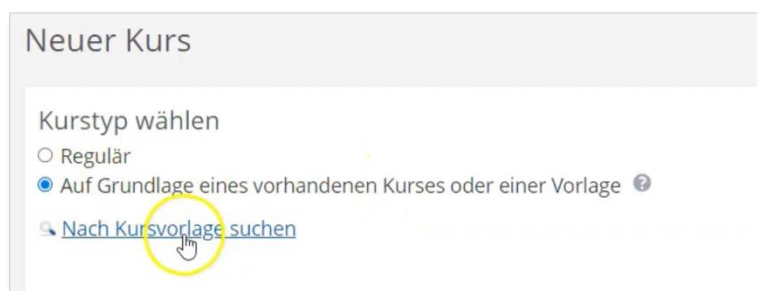 Neuer Kurs
Kurstyp wählen
Regulär
Auf Grundlage eines vorhandenen Kurses oder einer Vorlage ?
Nach Kursvorlage suchen